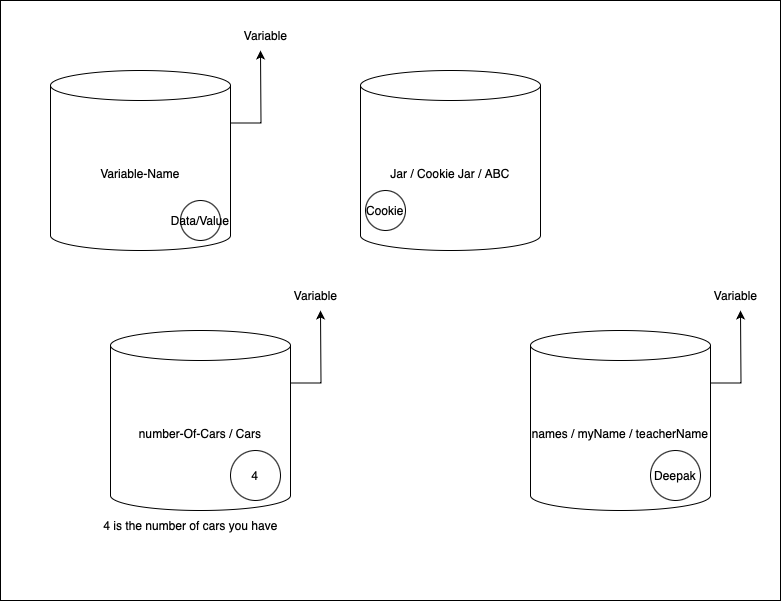 Variable
Variable-Name
Data/Value
Jar / Cookie Jar / ABC
Cookie
Variable
number-Of-Cars / Cars
4
4 is the number of cars you have
Variable
names / myName / teacherName
Deepak